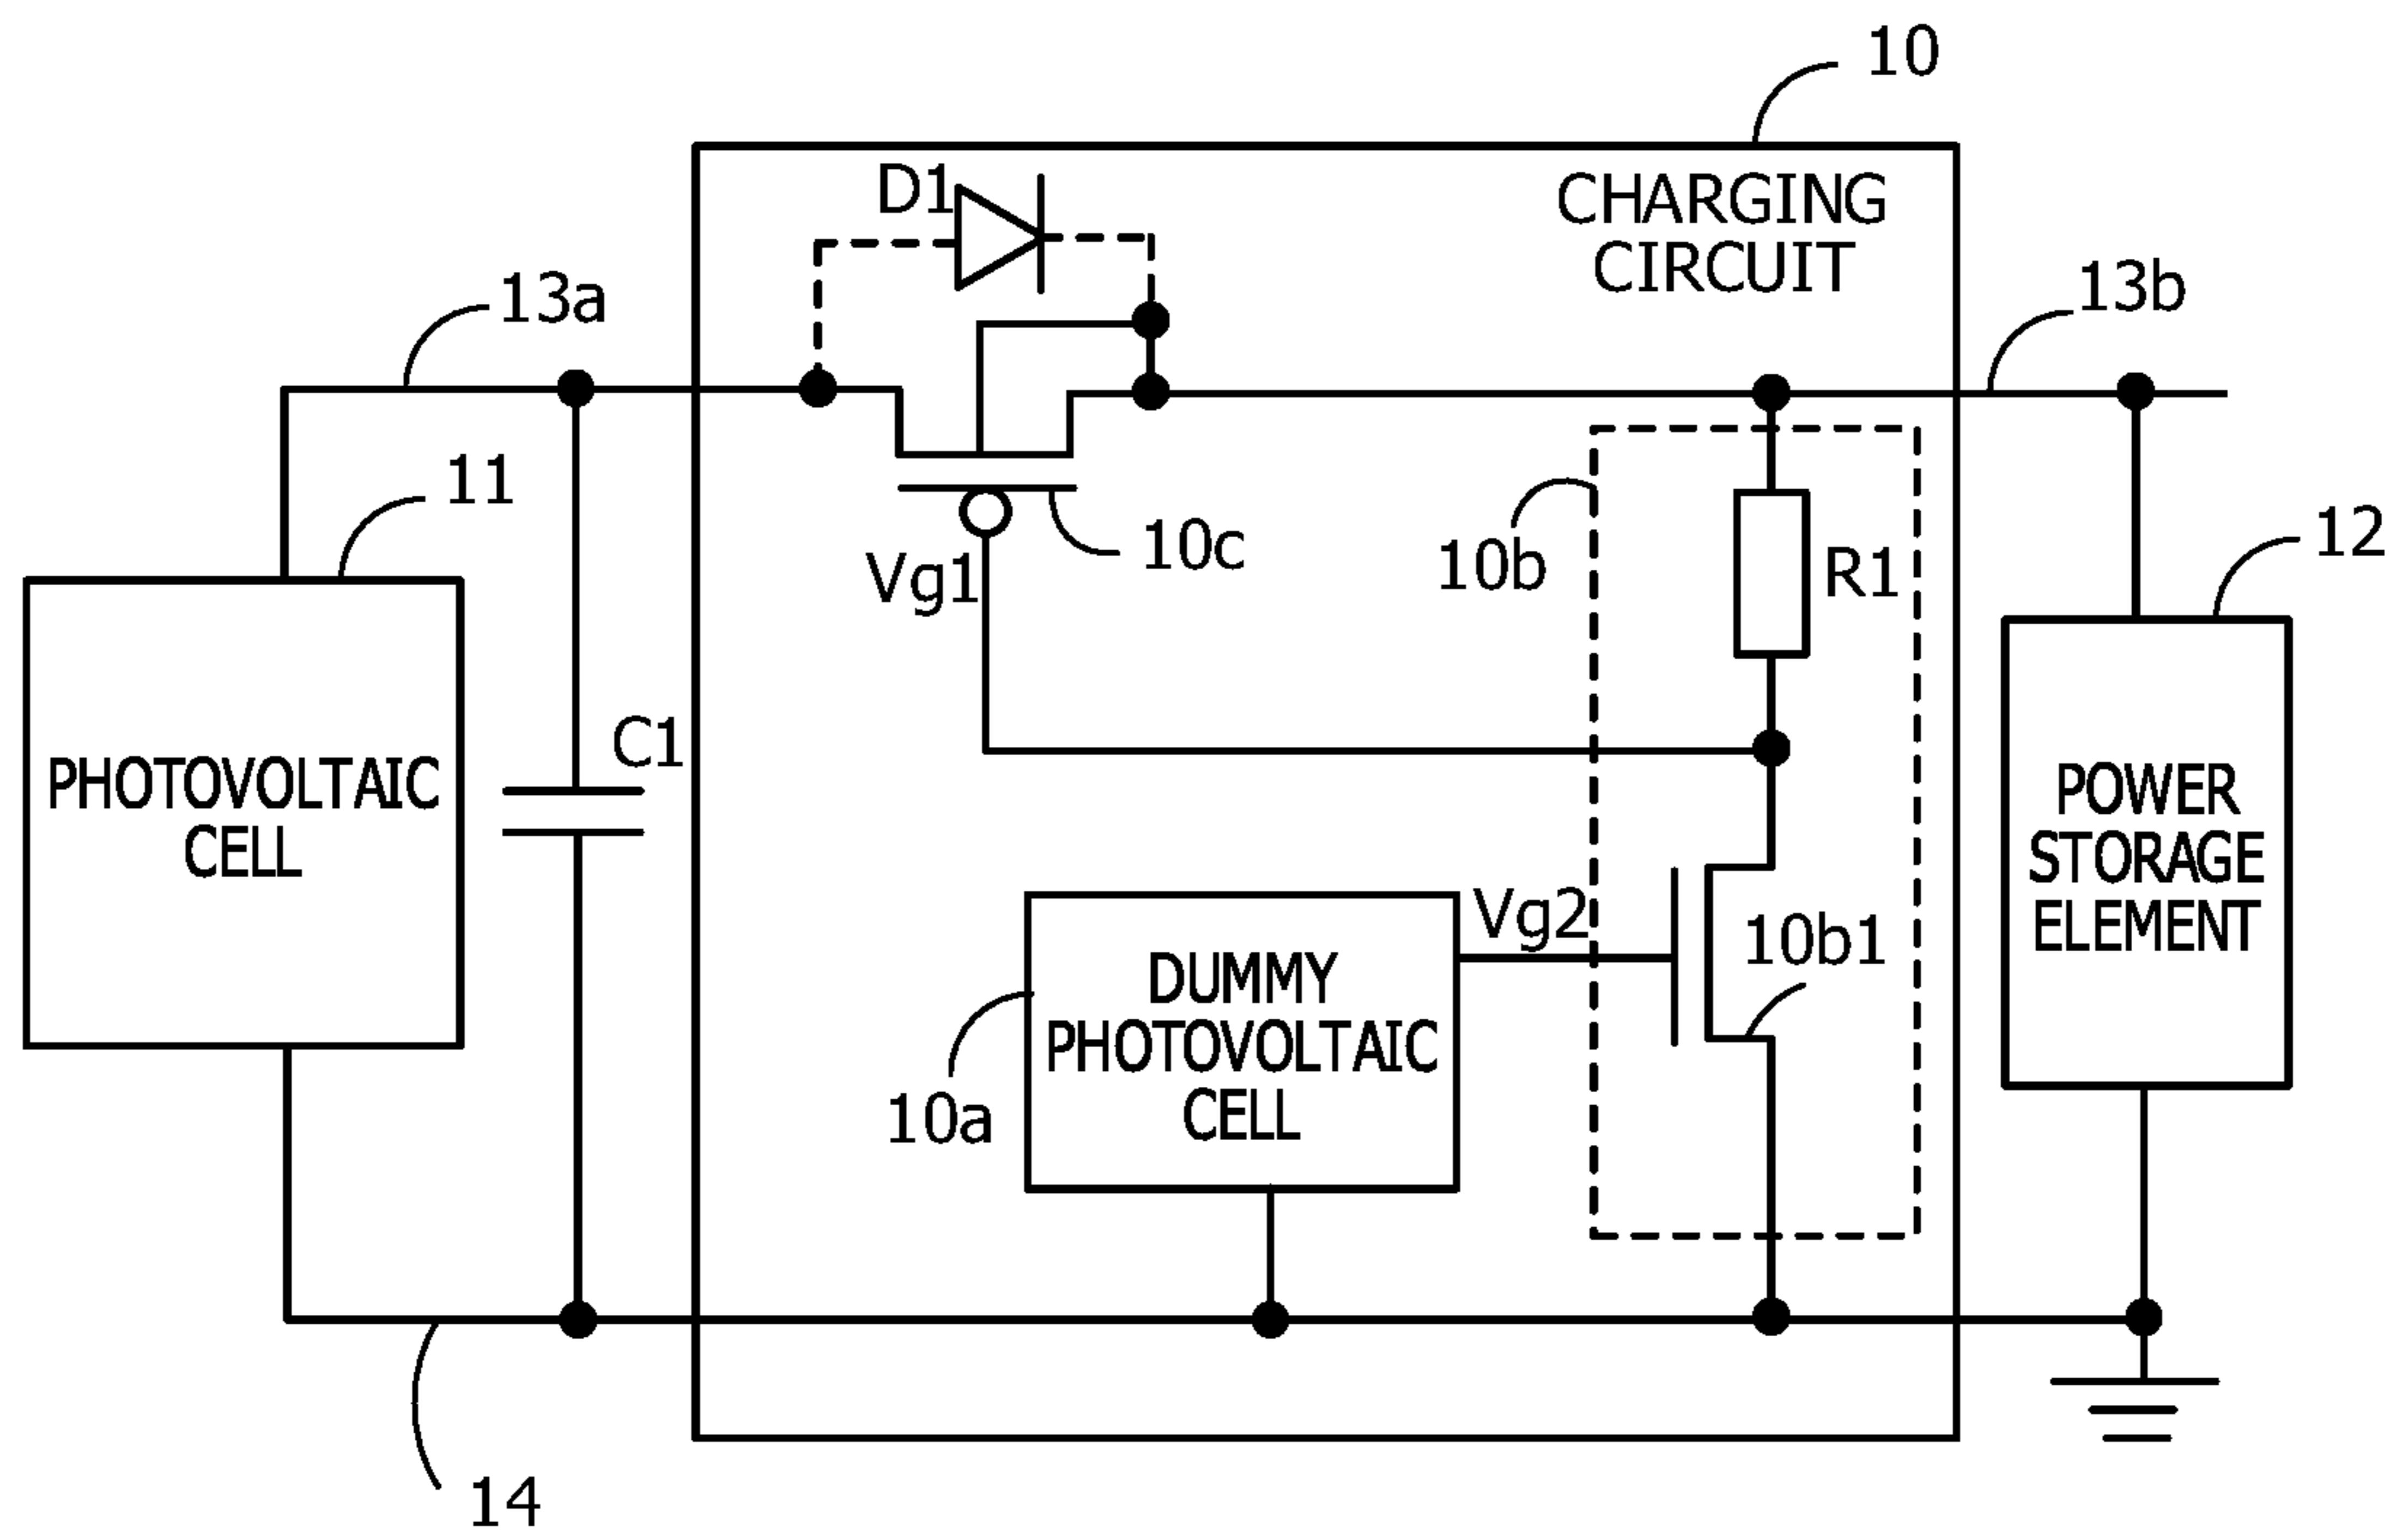 10
D1
CHARGING
CIRCUIT
13a
13b
11
10c
10b
12
Vg1
R1
C1
PHOTOVOLTAIC
CELL
POWER
STORAGE
ELEMENT
Vg2
10b1
DUMMY
PHOTOVOLTAIC
CELL
10a
14